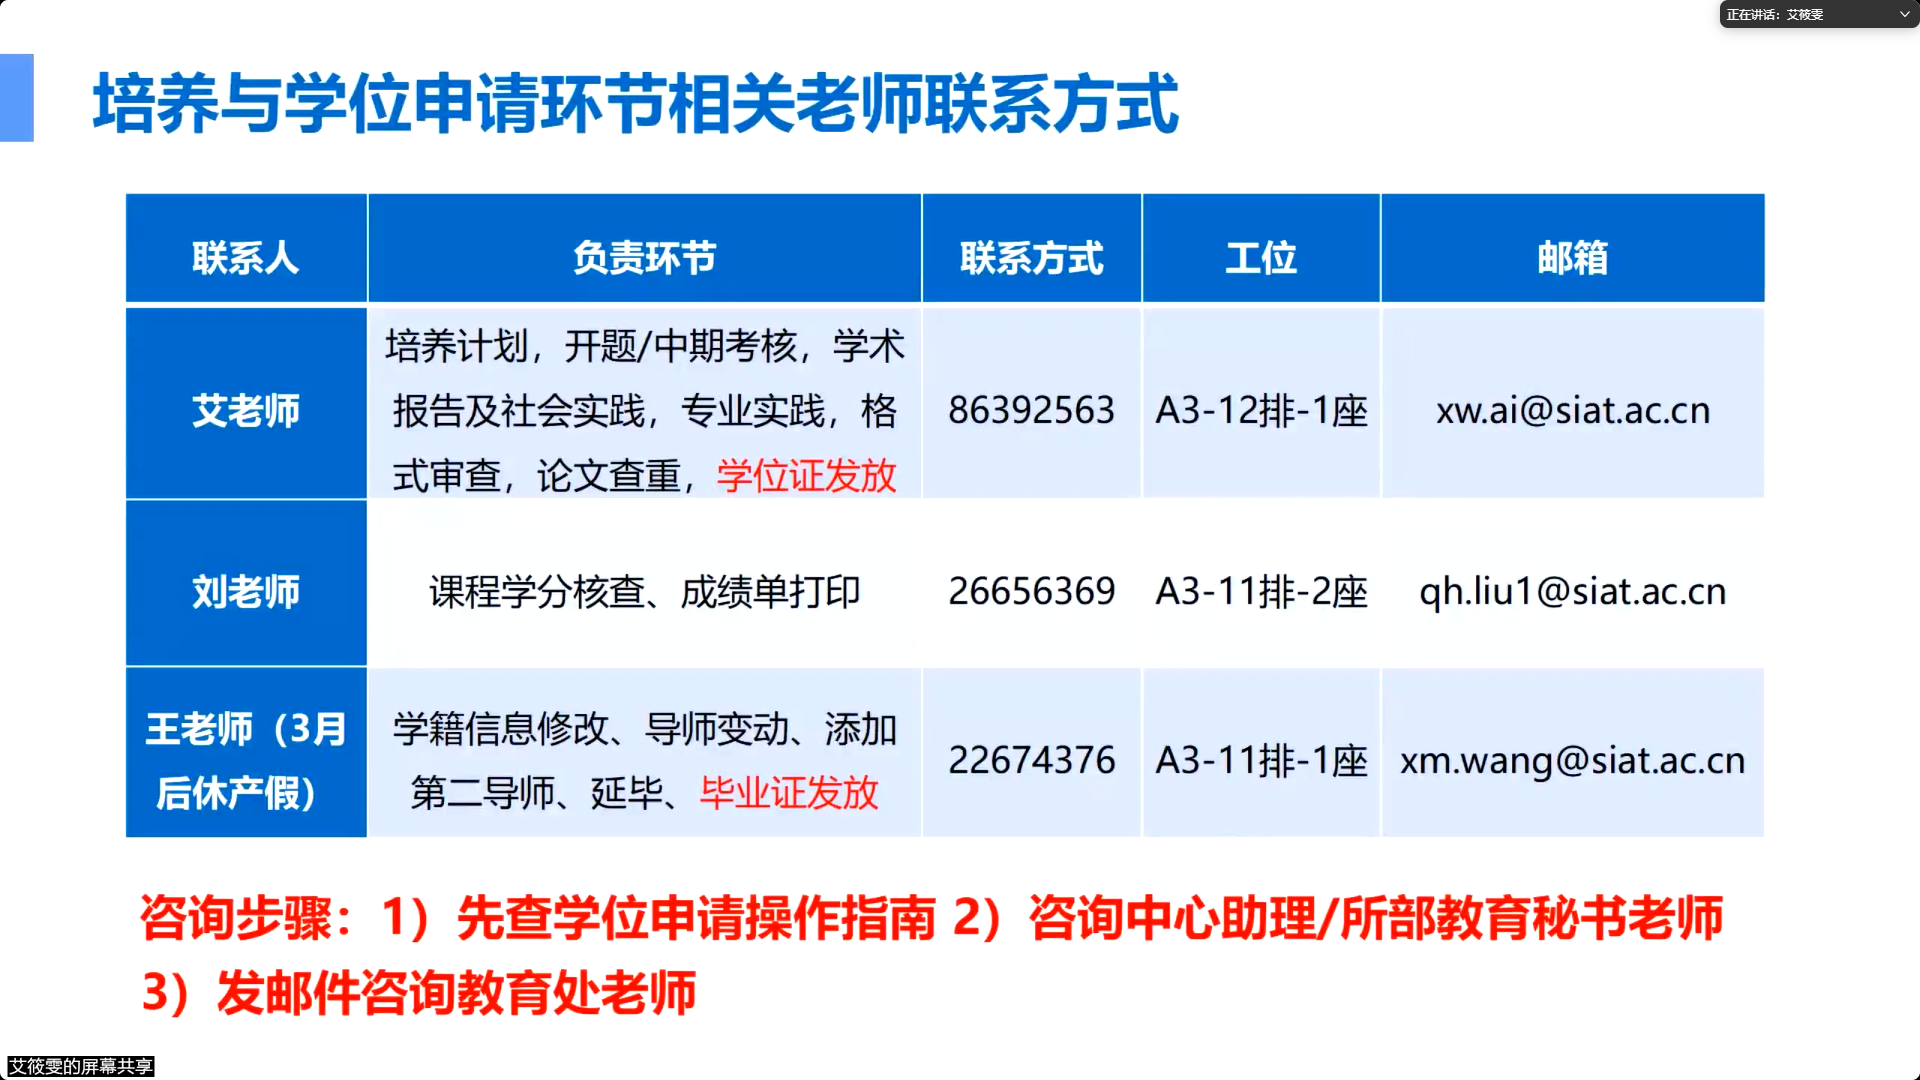 正在讲话：艾筱雯
培养与学位申请环节相关老师联系方式
联系人 负责环节 联系方式 工位 邮箱
艾老师
培养计划，开题/中期考核，学术
报告及社会实践，专业实践，格
式审查，论文查重，学位证发放
86392563 A3-12排-1座 xw.ai@siat.ac.cn
刘老师 课程学分核查、成绩单打印 26656369 A3-11排-2座 qh.liu1@siat.ac.cn
王老师（3月
后休产假）
学籍信息修改、导师变动、添加
第二导师、延毕、毕业证发放
22674376 A3-11排-1座 xm.wang@siat.ac.cn
咨询步骤：1）先查学位申请操作指南 2）咨询中心助理/所部教育秘书老师
3）发邮件咨询教育处老师
艾筱雯的屏幕共享